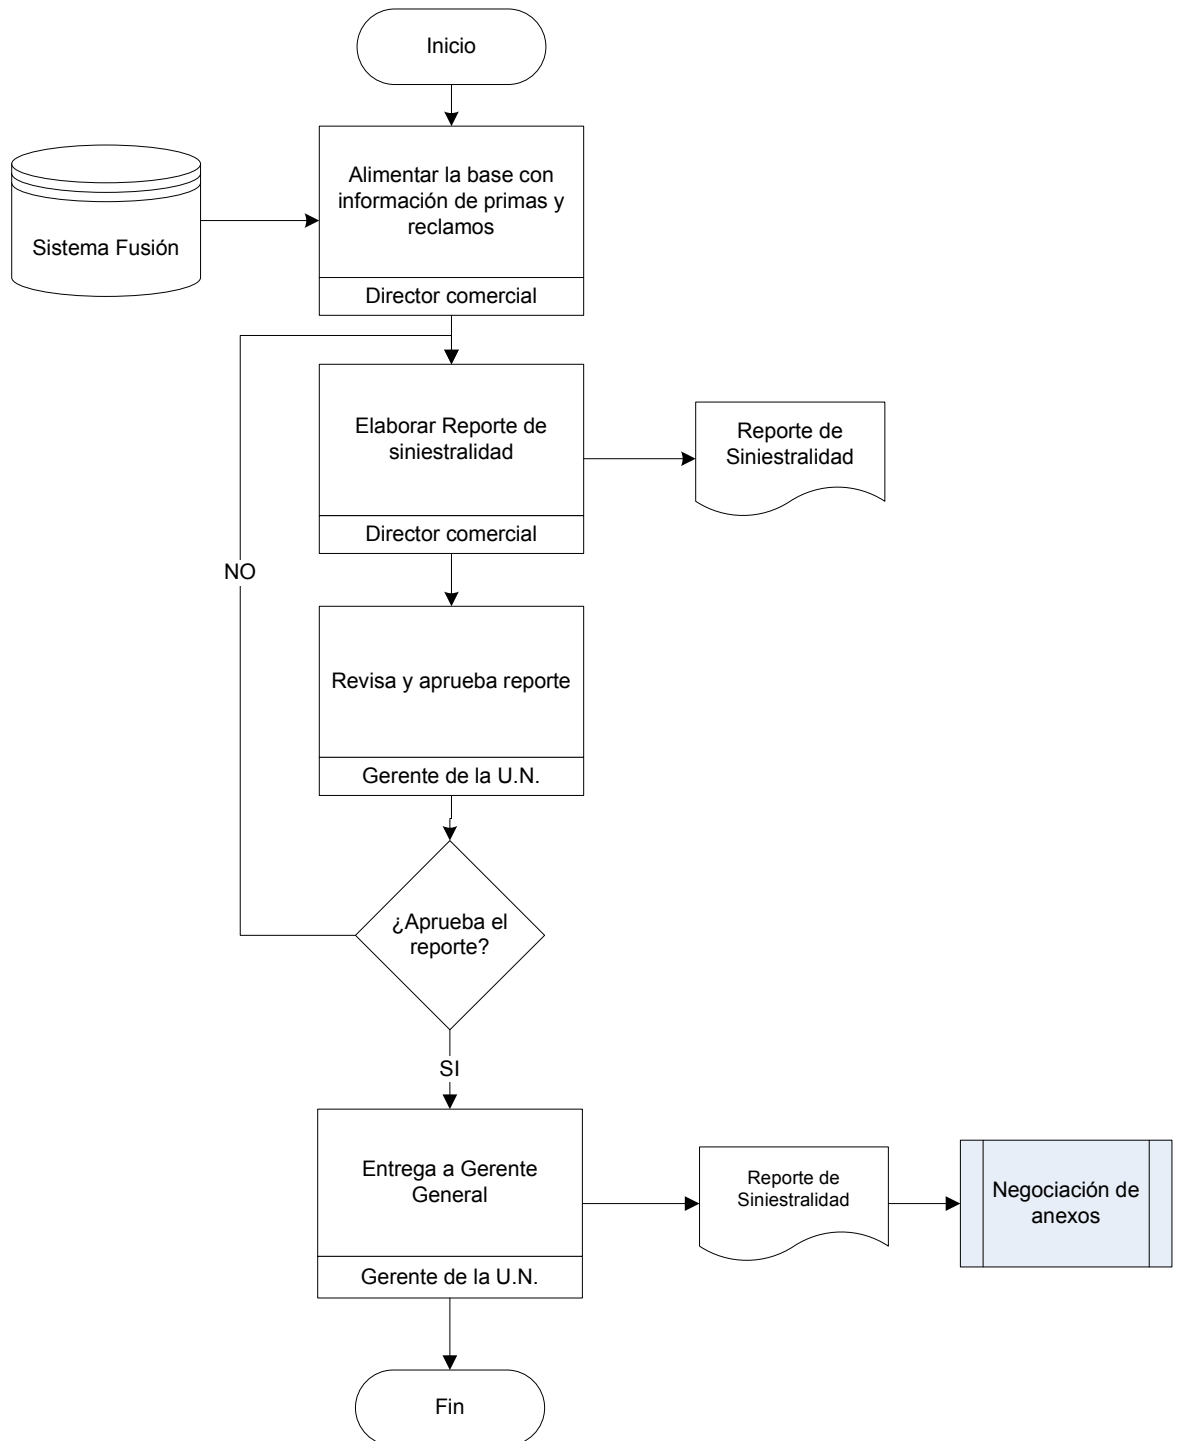 Inicio
Alimentar la base con
información de primas y
reclamos
Director comercial
Sistema Fusión
Elaborar Reporte de
siniestralidad
Director comercial
Reporte de
Siniestralidad
NO
Revisa y aprueba reporte
Gerente de la U.N.
¿Aprueba el
reporte?
SI
Entrega a Gerente
General
Gerente de la U.N.
Reporte de
Siniestralidad
Negociación de
anexos
Fin